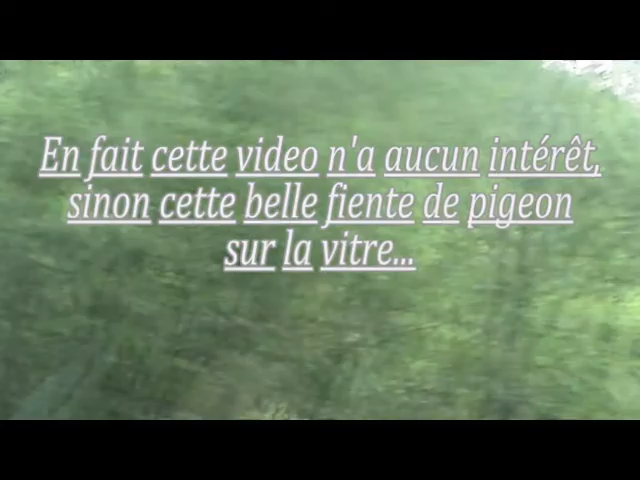 En fait cette video n'a aucun intérêt,
sinon cette belle fiente de pigeon
sur la vitre...